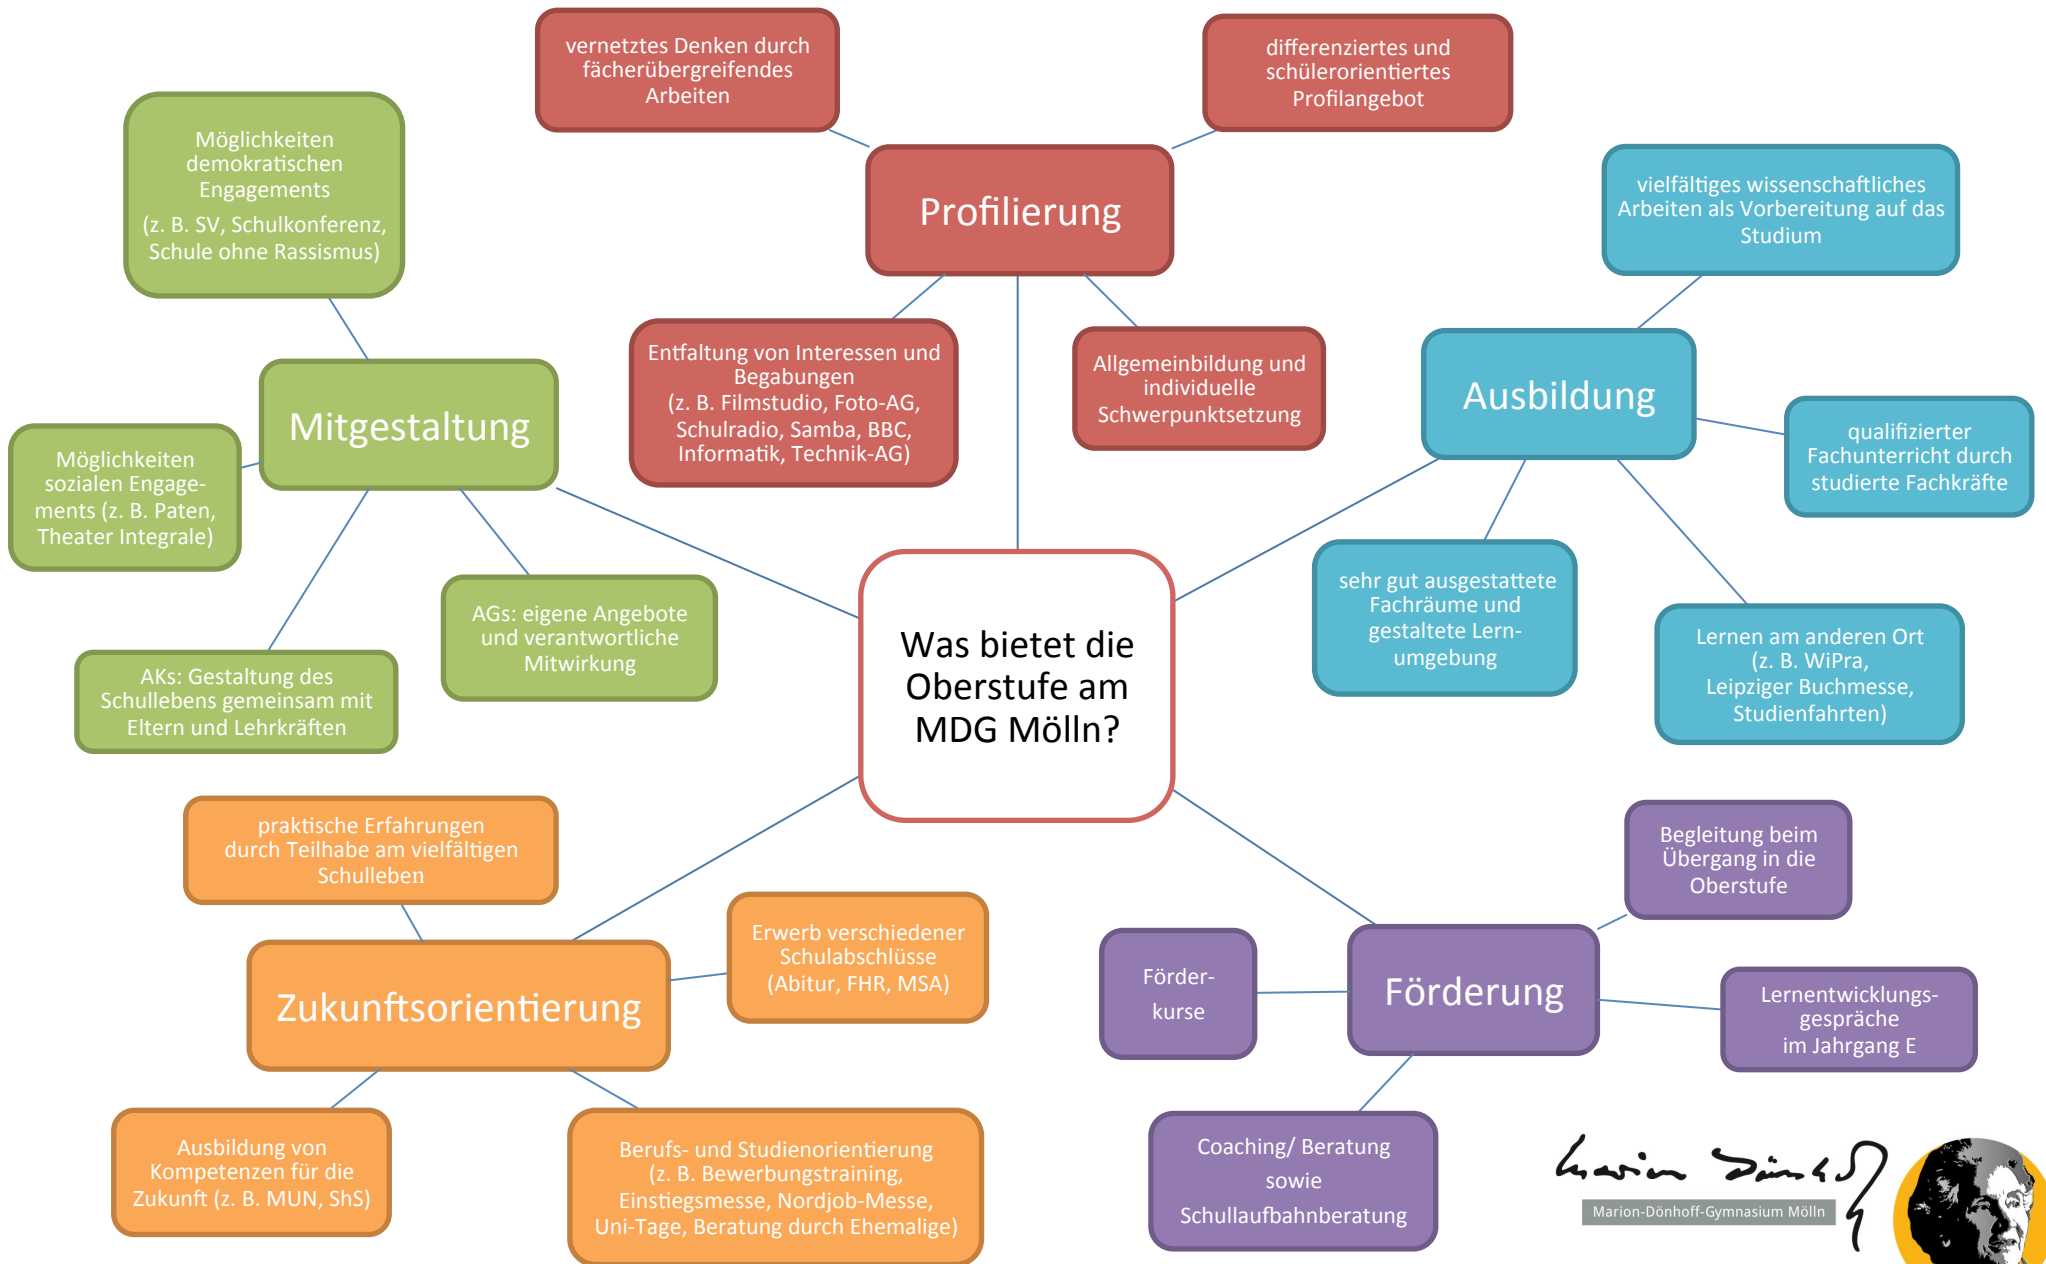 vernetztes Denken durch
fächerübergreifendes
Arbeiten
differenziertes und
schülerorientiertes
Profilangebot
Profilierung
Entfaltung von Interessen und
Begabungen
(z. B. Filmstudio, Foto-AG,
Schulradio, Samba, BBC,
Informatik, Technik-AG)
Allgemeinbildung und
individuelle
Schwerpunktsetzung
Möglichkeiten
demokratischen
Engagements
(z. B. SV, Schulkonferenz,
Schule ohne Rassismus)
Mitgestaltung
Möglichkeiten
sozialen Engage-
ments (z. B. Paten,
Theater Integrale)
AKs: Gestaltung des
Schullebens gemeinsam mit
Eltern und Lehrkräften
AGs: eigene Angebote
und verantwortliche
Mitwirkung
vielfältiges wissenschaftliches
Arbeiten als Vorbereitung auf das
Studium
Ausbildung
qualifizierter
Fachunterricht durch
studierte Fachkräfte
sehr gut ausgestattete
Fachräume und
gestaltete Lern-
umgebung
Lernen am anderen Ort
(z. B. WiPra,
Leipziger Buchmesse,
Studienfahrten)
Was bietet die
Oberstufe am
MDG Mölln?
praktische Erfahrungen
durch Teilhabe am vielfältigen
Schulleben
Zukunftsorientierung
Erwerb verschiedener
Schulabschlüsse
(Abitur, FHR, MSA)
Ausbildung von
Kompetenzen für die
Zukunft (z. B. MUN, ShS)
Berufs- und Studienorientierung
(z. B. Bewerbungstraining,
Einstiegsmesse, Nordjob-Messe,
Uni-Tage, Beratung durch Ehemalige)
Begleitung beim
Übergang in die
Oberstufe
Förder-
kurse
Förderung
Lernentwicklungs-
gespräche
im Jahrgang E
Coaching/ Beratung
sowie
Schullaufbahnberatung
Marion Dönhoff
Marion-Dönhoff-Gymnasium Mölln